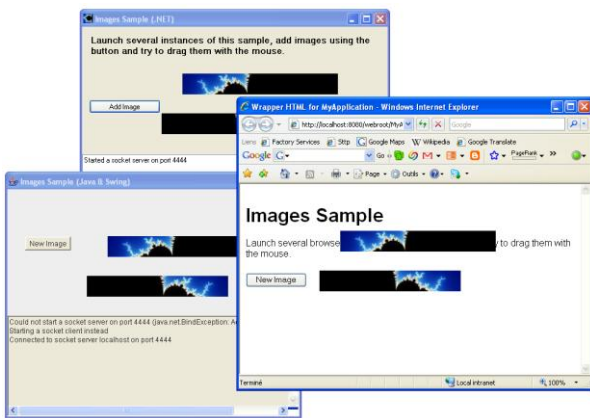 Images Sample (.NET)
Launch several instances of this sample, add images using the
button and try to drag them with the mouse.
Add Image
Started a socket server on port 4444
Images Sample (Java & Swing)
New Image
Could not start a socket server on port 4444 (java.net.BindException: A
Starting a socket client instead
Connected to socket server localhost on port 4444
Wrapper HTML for MyApplication - Windows Internet Explorer
http://localhost:8080/webroot/MyA
Google
Liens Factory Services Stip Google Maps Wikipedia Google Translate
Google G Go PageRank
Page Outils
Images Sample
Launch several browse y to drag them with
the mouse.
New Image
Terminé Local intranet 100%